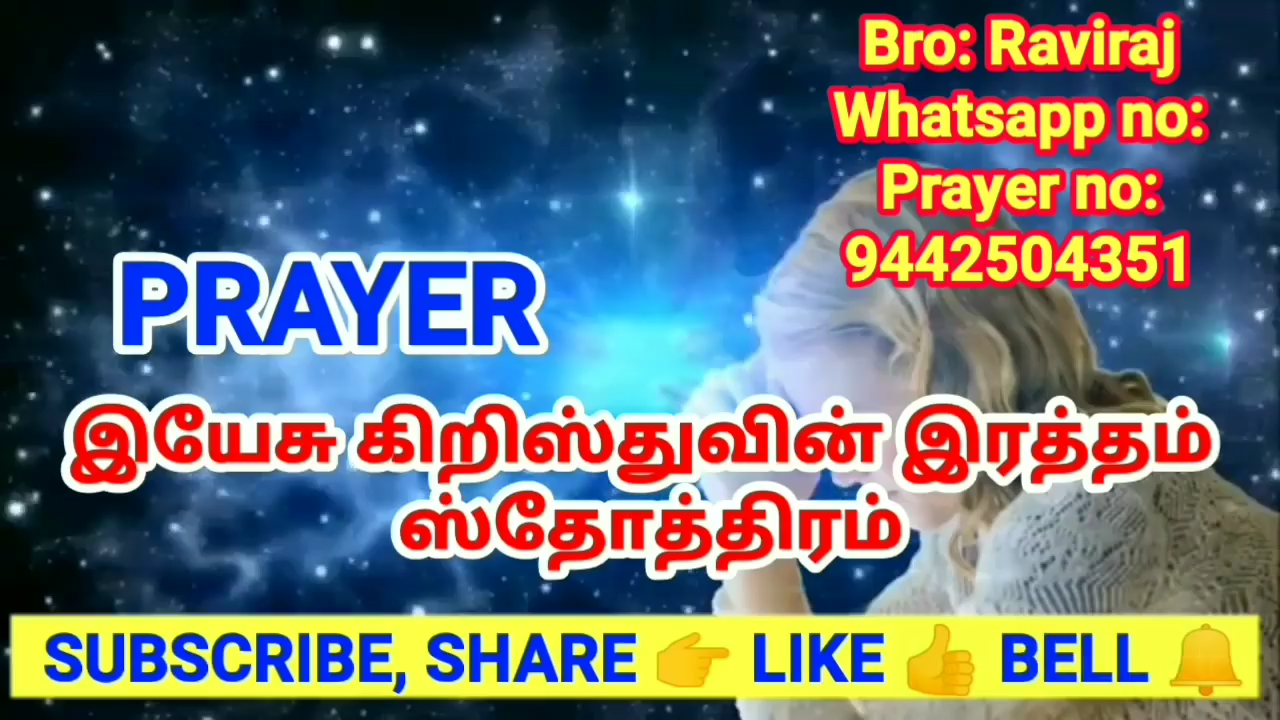 Bro: Raviraj
Whatsapp no:
Prayer no:
9442504351
PRAYER
இயேசு கிறிஸ்துவின் இரத்தம்
ஸ்தோத்திரம்
SUBSCRIBE, SHARE 👉 LIKE 👍 BELL 🔔